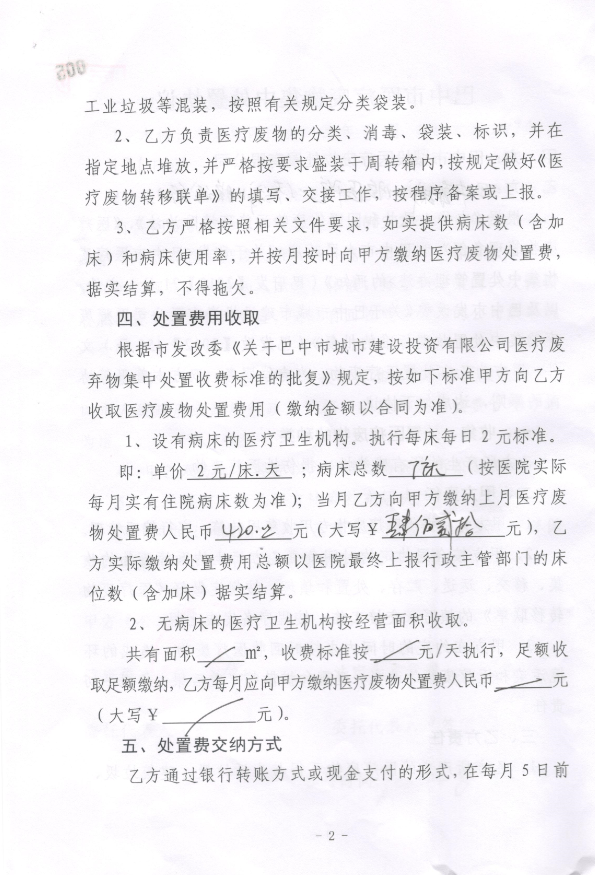 工业垃圾等混装，按照有关规定分类袋装。
2、乙方负责医疗废物的分类、消毒、袋装、标识，并在
指定地点堆放,并严格按要求盛装于周转箱内,按规定做好《医
疗废物转移联单》的填写、交接工作，按程序备案或上报。
3、乙方严格按照相关文件要求，如实提供病床数（含加
床）和病床使用率，并按月按时向甲方缴纳医疗废物处置费，
据实结算，不得拖欠。
四、处置费用收取
根据市发改委《关于巴中市城市建设投资有限公司医疗废
弃物集中处置收费标准的批复》规定，按如下标准甲方向乙方
收取医疗废物处置费用（缴纳金额以合同为准）。
1、设有病床的医疗卫生机构。执行每床每日2元标准。
即：单价 2元/床.天 ；病床总数 7床 （按医院实际
每月实有住院病床数为准）；当月乙方向甲方缴纳上月医疗废
物处置费人民币 420.2 元（大写￥ 肆佰贰拾 元），乙
方实际缴纳处置费用总额以医院最终上报行政主管部门的床
位数（含加床）据实结算。
2、无病床的医疗卫生机构按经营面积收取。
共有面积 ／ m²，收费标准按 ／ 元/天执行，足额收
取足额缴纳，乙方每月应向甲方缴纳医疗废物处置费人民币 ／ 元
（大写￥ ／ 元）。
五、处置费交纳方式
乙方通过银行转账方式或现金支付的形式，在每月5日前
- 2 -